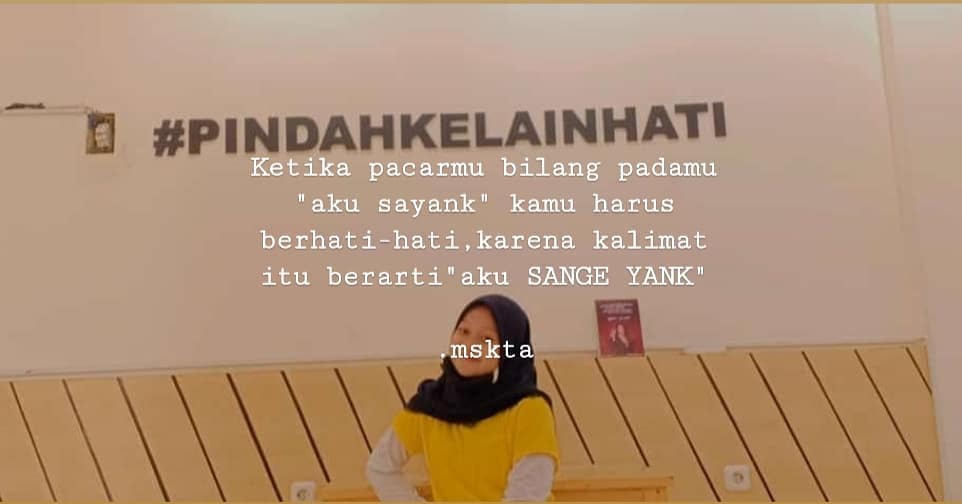 #PINDAHKELAINHATI
Ketika pacarmu bilang padamu
"aku sayank" kamu harus
berhati-hati,karena kalimat
itu berarti"aku SANGE YANK"
.mskta